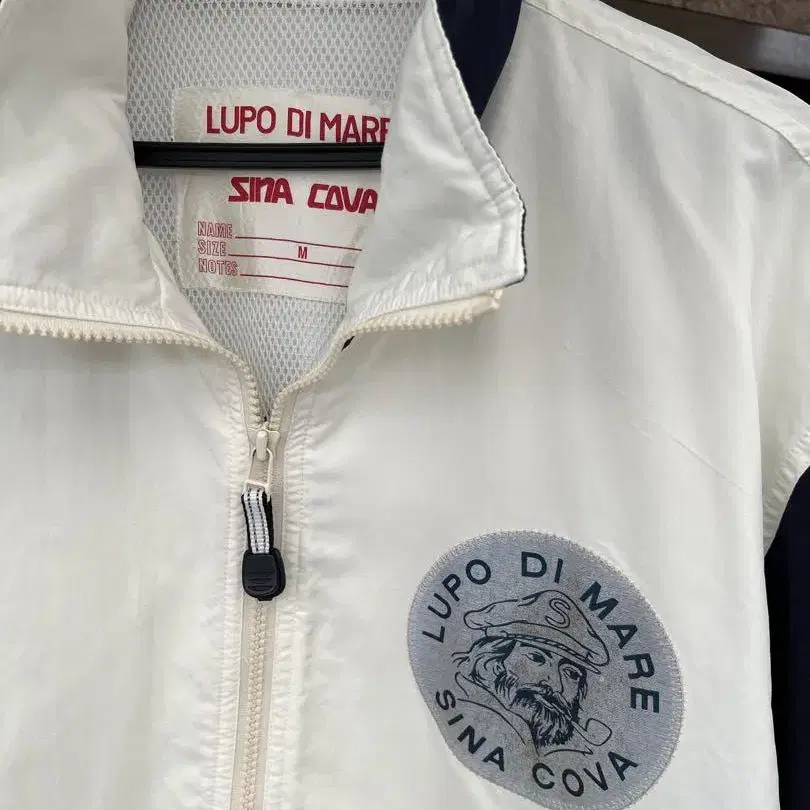 LUPO DI MARE
SINA COVA
NAME
SIZE M
NOTES
LUPO DI MARE
S
SINA COVA